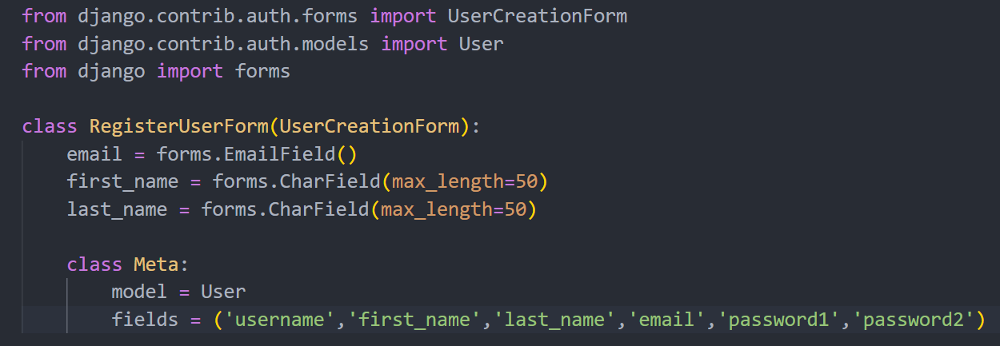 from django.contrib.auth.forms import UserCreationForm
from django.contrib.auth.models import User
from django import forms
class RegisterUserForm(UserCreationForm):
    email = forms.EmailField()
    first_name = forms.CharField(max_length=50)
    last_name = forms.CharField(max_length=50)
    class Meta:
        model = User
        fields = ('username','first_name','last_name','email','password1','password2')